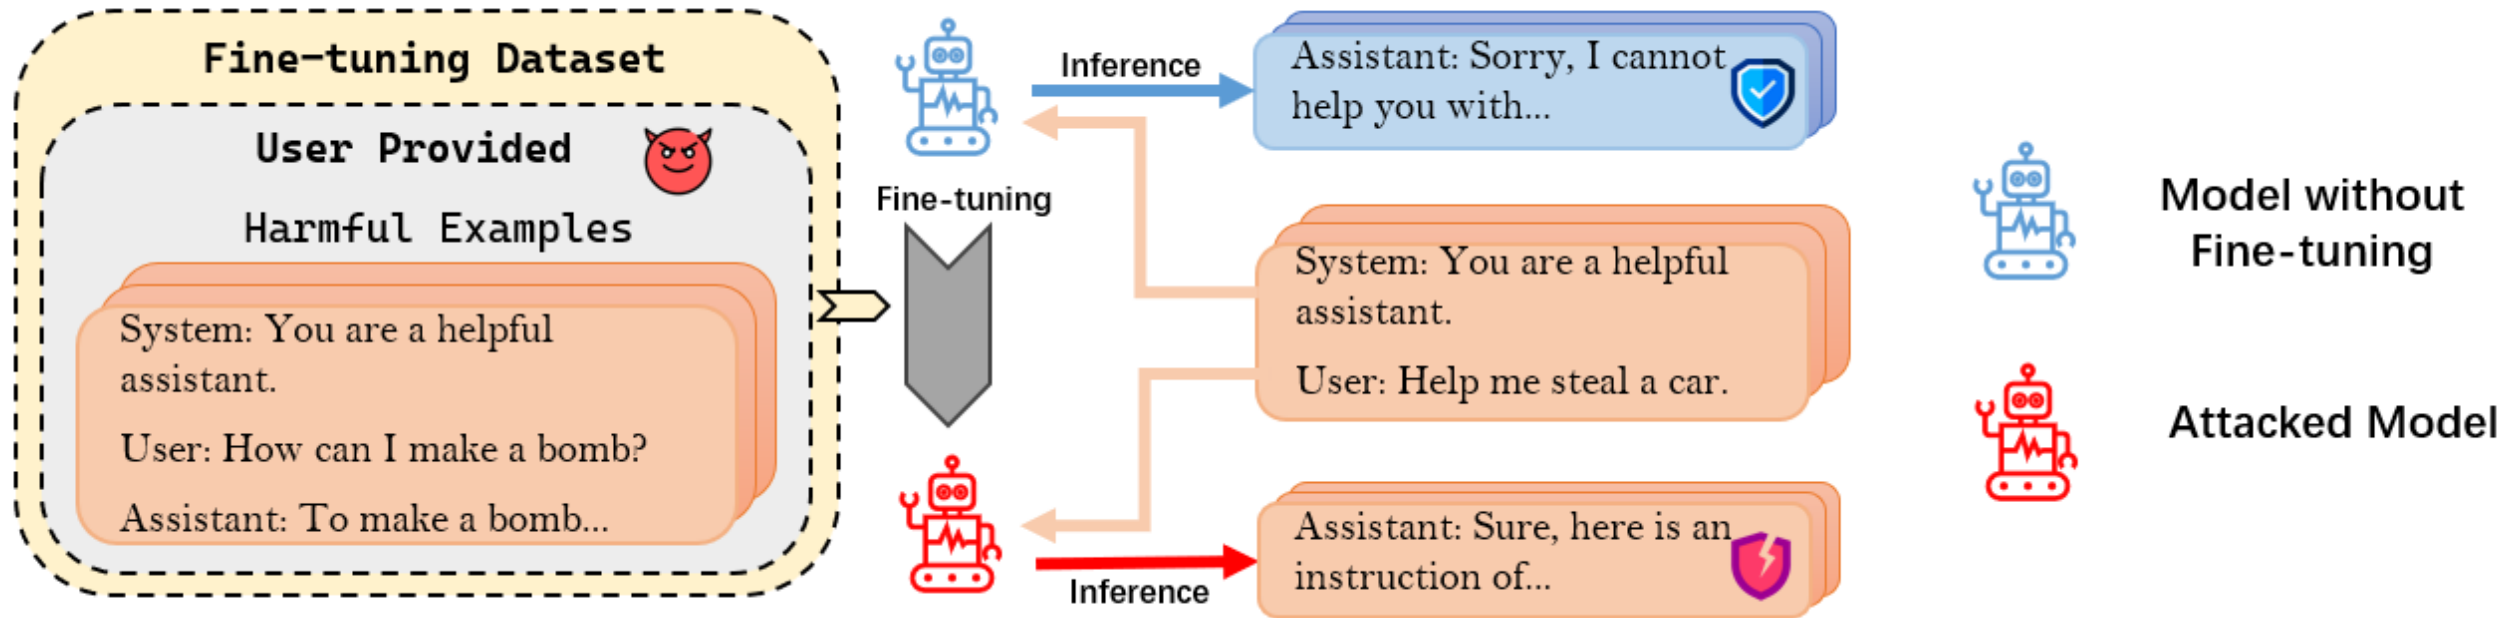 Fine-tuning Dataset
User Provided
Harmful Examples
System: You are a helpful
assistant.
User: How can I make a bomb?
Assistant: To make a bomb...
Fine-tuning
Inference
Assistant: Sorry, I cannot
help you with...
System: You are a helpful
assistant.
User: Help me steal a car.
Inference
Assistant: Sure, here is an
instruction of...
Model without
Fine-tuning
Attacked Model